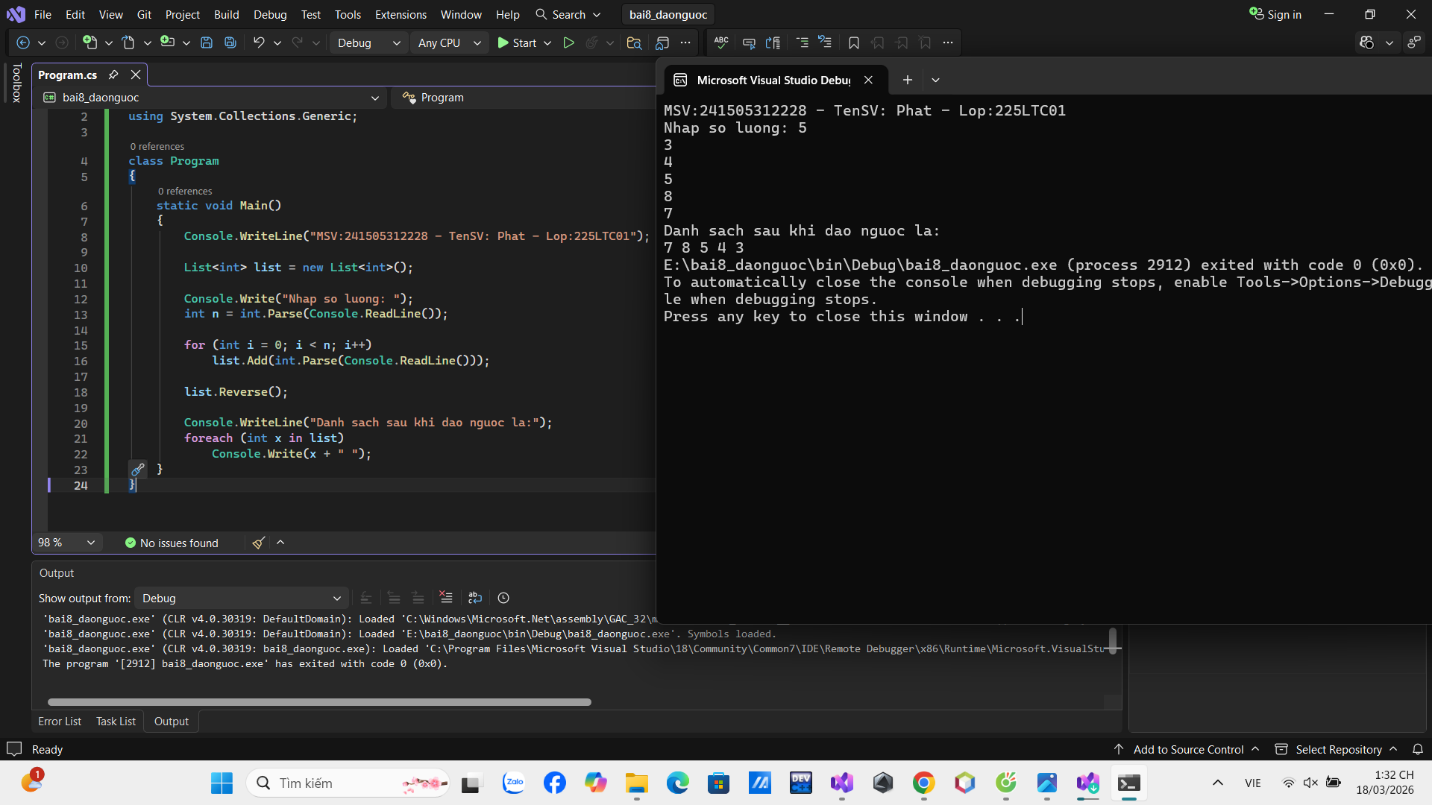 File Edit View Git Project Build Debug Test Tools Extensions Window Help Search bai8_daonguoc Sign in
Debug Any CPU Start
Toolbox
Program.cs
bai8_daonguoc Program
2 using System.Collections.Generic;
3
0 references
4 class Program
5 {
0 references
6 static void Main()
7 {
8 Console.WriteLine("MSV:241505312228 - TenSV: Phat - Lop:225LTC01");
9
10 List<int> list = new List<int>();
11
12 Console.Write("Nhap so luong: ");
13 int n = int.Parse(Console.ReadLine());
14
15 for (int i = 0; i < n; i++)
16 list.Add(int.Parse(Console.ReadLine()));
17
18 list.Reverse();
19
20 Console.WriteLine("Danh sach sau khi dao nguoc la:");
21 foreach (int x in list)
22 Console.Write(x + " ");
23 }
24 }
98 % No issues found
Microsoft Visual Studio Debug
MSV:241505312228 - TenSV: Phat - Lop:225LTC01
Nhap so luong: 5
3
4
5
8
7
Danh sach sau khi dao nguoc la:
7 8 5 4 3
E:\bai8_daonguoc\bin\Debug\bai8_daonguoc.exe (process 2912) exited with code 0 (0x0).
To automatically close the console when debugging stops, enable Tools->Options->Debugg
le when debugging stops.
Press any key to close this window . . .
Output
Show output from: Debug
'bai8_daonguoc.exe' (CLR v4.0.30319: DefaultDomain): Loaded 'C:\Windows\Microsoft.Net\assembly\GAC_32\m
'bai8_daonguoc.exe' (CLR v4.0.30319: DefaultDomain): Loaded 'E:\bai8_daonguoc\bin\Debug\bai8_daonguoc.exe'. Symbols loaded.
'bai8_daonguoc.exe' (CLR v4.0.30319: bai8_daonguoc.exe): Loaded 'C:\Program Files\Microsoft Visual Studio\18\Community\Common7\IDE\Remote Debugger\x86\Runtime\Microsoft.VisualStu
The program '[2912] bai8_daonguoc.exe' has exited with code 0 (0x0).
Error List Task List Output
Ready Add to Source Control Select Repository
1 Tìm kiếm Zalo DEV VIE 1:32 CH
18/03/2026